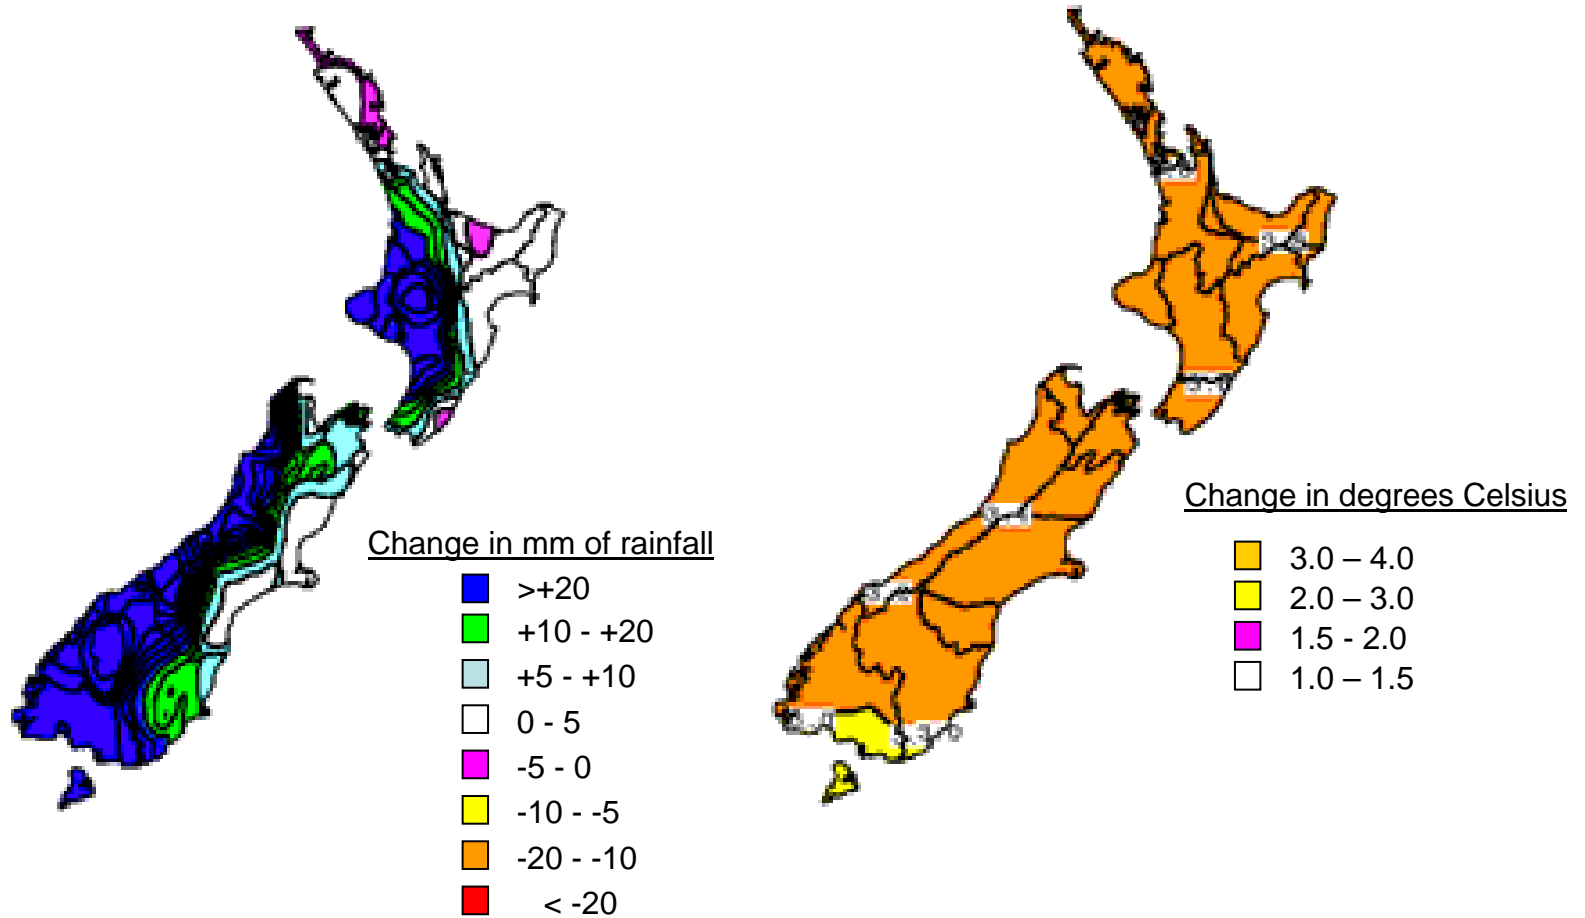 Change in mm of rainfall
>+20
+10 - +20
+5 - +10
0 - 5
-5 - 0
-10 - -5
-20 - -10
< -20
3.0
Change in degrees Celsius
3.0 – 4.0
2.0 – 3.0
1.5 - 2.0
1.0 – 1.5